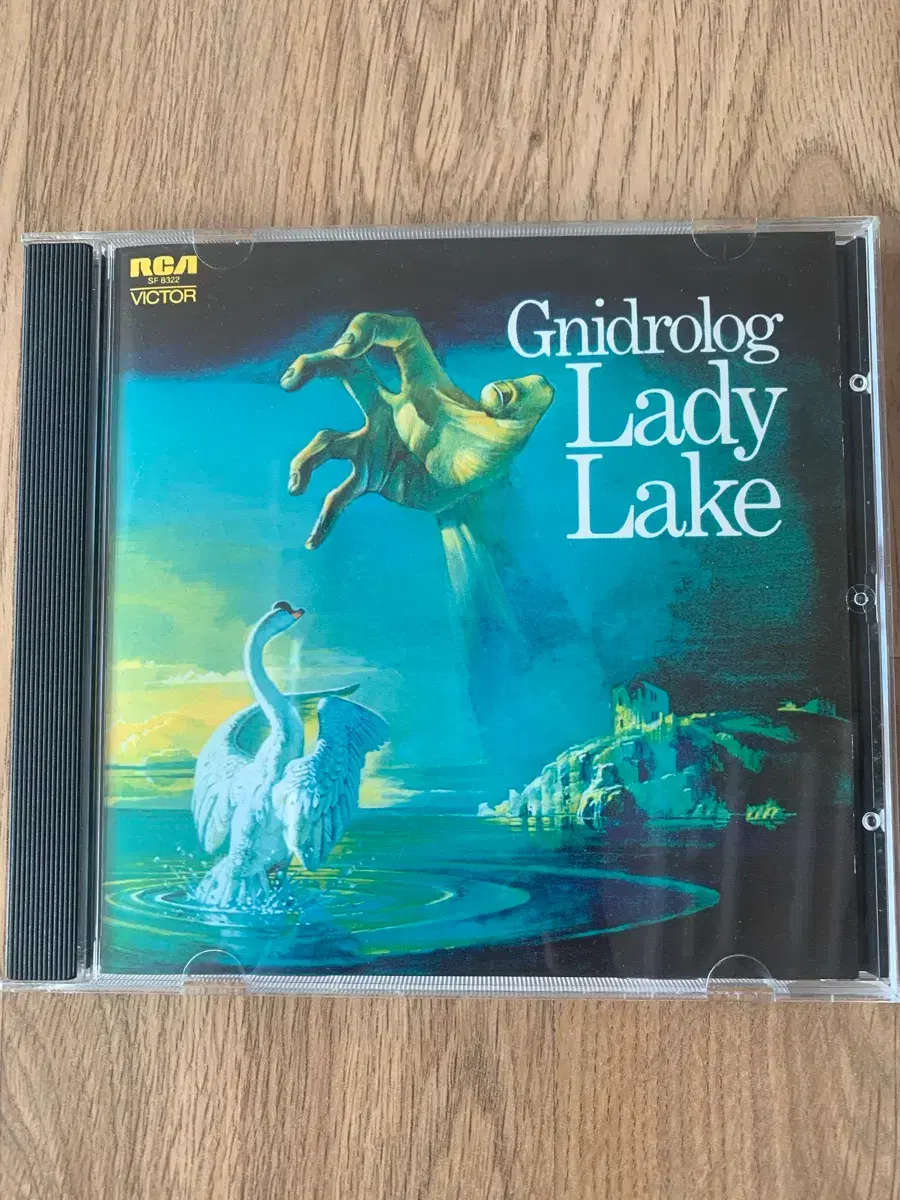 RCA
SF 8322
VICTOR
Gnidrolog
Lady
Lake